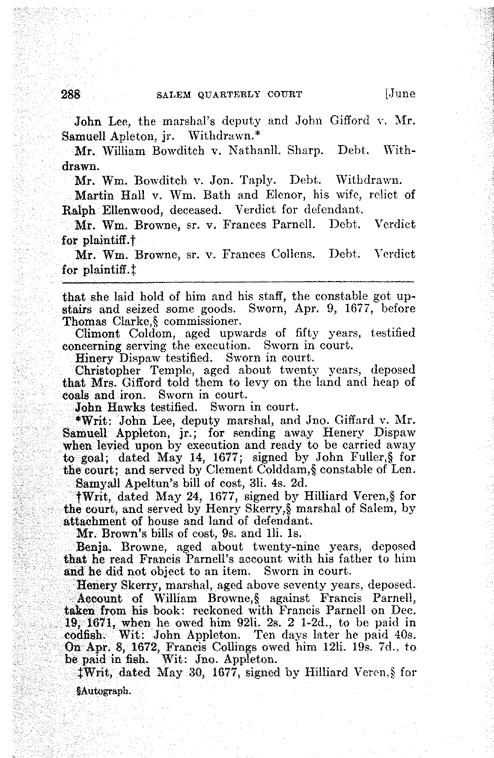 288 SALEM QUARTERLY COURT [June
John Lee, the marshal's deputy and John Gifford v. Mr.
Samuell Apleton, jr. Withdrawn.*
Mr. William Bowditch v. Nathanll. Sharp. Debt. With-
drawn.
Mr. Wm. Bowditch v. Jon. Taply. Debt. Withdrawn.
Martin Hall v. Wm. Bath and Elenor, his wife, relict of
Ralph Ellenwood, deceased. Verdict for defendant.
Mr. Wm. Browne, sr. v. Frances Parnell. Debt. Verdict
for plaintiff.†
Mr. Wm. Browne, sr. v. Frances Collens. Debt. Verdict
for plaintiff.‡
that she laid hold of him and his staff, the constable got up-
stairs and seized some goods. Sworn, Apr. 9, 1677, before
Thomas Clarke,§ commissioner.
Climont Coldom, aged upwards of fifty years, testified
concerning serving the execution. Sworn in court.
Hinery Dispaw testified. Sworn in court.
Christopher Temple, aged about twenty years, deposed
that Mrs. Gifford told them to levy on the land and heap of
coals and iron. Sworn in court.
John Hawks testified. Sworn in court.
*Writ: John Lee, deputy marshal, and Jno. Giffard v. Mr.
Samuell Appleton, jr.; for sending away Henery Dispaw
when levied upon by execution and ready to be carried away
to goal; dated May 14, 1677; signed by John Fuller,§ for
the court; and served by Clement Colddam,§ constable of Len.
Samyall Apeltun's bill of cost, 3li. 4s. 2d.
†Writ, dated May 24, 1677, signed by Hilliard Veren,§ for
the court, and served by Henry Skerry,§ marshal of Salem, by
attachment of house and land of defendant.
Mr. Brown's bills of cost, 9s. and 1li. 1s.
Benja. Browne, aged about twenty-nine years, deposed
that he read Francis Parnell's account with his father to him
and he did not object to an item. Sworn in court.
Henery Skerry, marshal, aged above seventy years, deposed.
Account of William Browne,§ against Francis Parnell,
taken from his book: reckoned with Francis Parnell on Dec.
19, 1671, when he owed him 92li. 2s. 2 1-2d., to be paid in
codfish. Wit: John Appleton. Ten days later he paid 40s.
On Apr. 8, 1672, Francis Collings owed him 12li. 19s. 7d., to
be paid in fish. Wit: Jno. Appleton.
‡Writ, dated May 30, 1677, signed by Hilliard Veren,§ for
§Autograph.